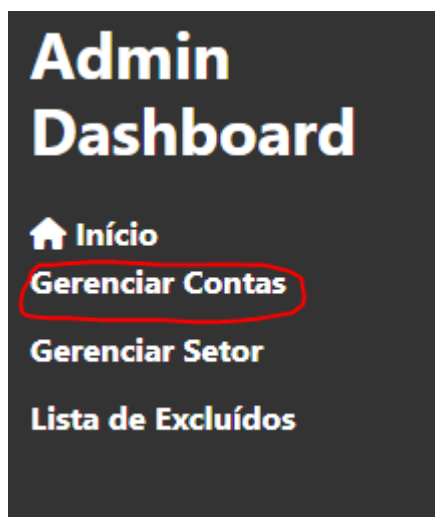 Admin
Dashboard
Início
Gerenciar Contas
Gerenciar Setor
Lista de Excluídos